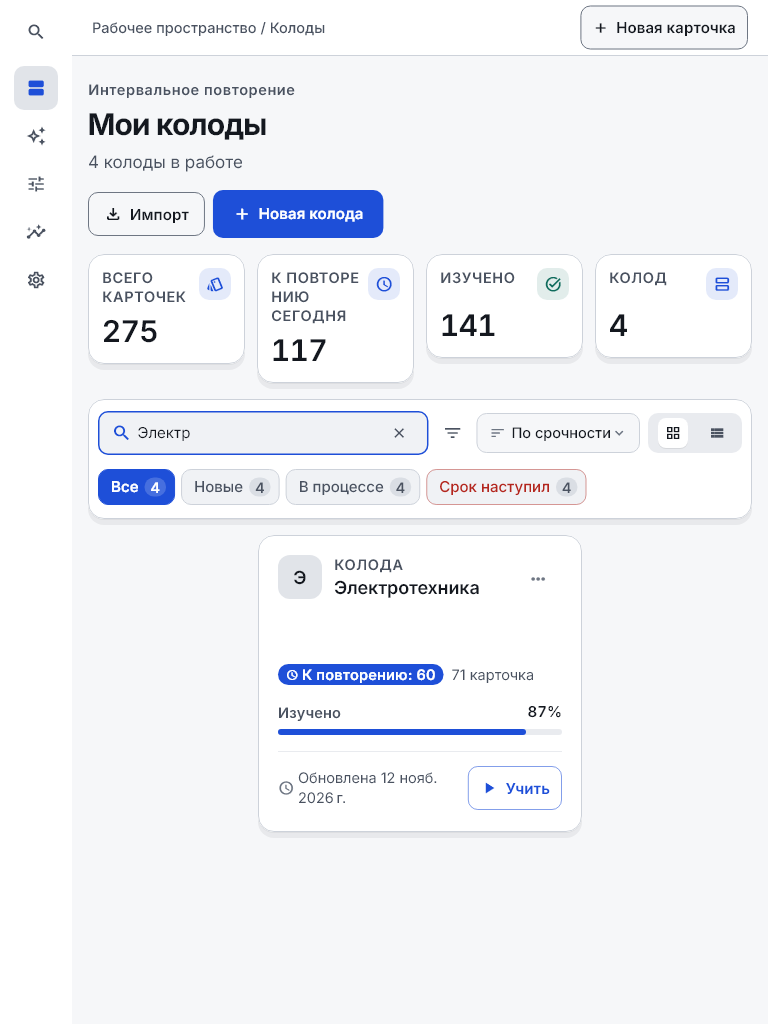 Рабочее пространство / Колоды
Новая карточка
Интервальное повторение
Мои колоды
4 колоды в работе
Импорт
Новая колода
ВСЕГО
КАРТОЧЕК
275
К ПОВТОРЕ
НИЮ
СЕГОДНЯ
117
ИЗУЧЕНО
141
КОЛОД
4
Электр
По срочности
Все 4
Новые 4
В процессе 4
Срок наступил 4
Э
КОЛОДА
Электротехника
К повторению: 60
71 карточка
Изучено
87%
Обновлена 12 нояб.
2026 г.
Учить